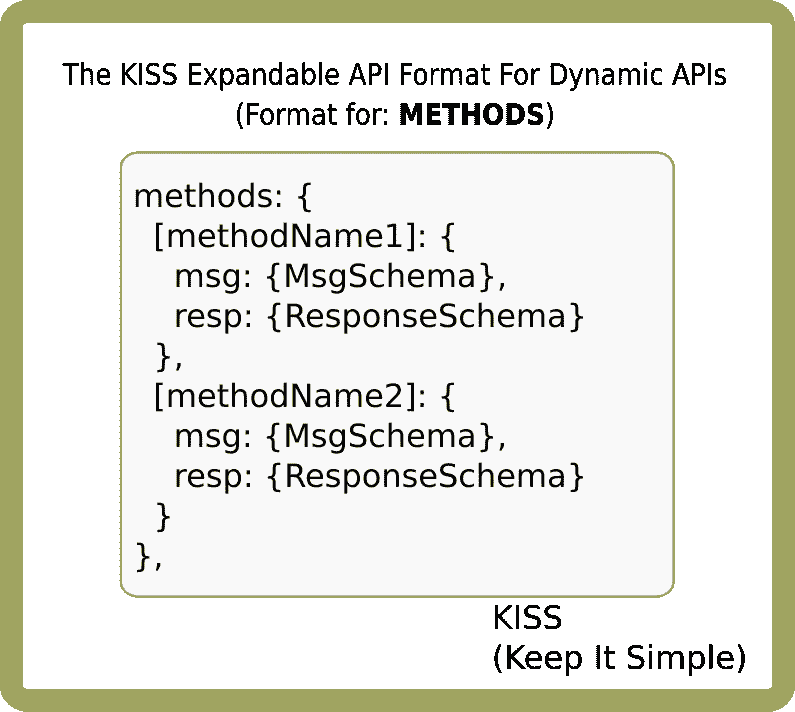 The KISS Expandable API Format For Dynamic APIs
(Format for: METHODS)
methods: {
  [methodName1]: {
    msg: {MsgSchema},
    resp: {ResponseSchema}
  },
  [methodName2]: {
    msg: {MsgSchema},
    resp: {ResponseSchema}
  }
},
KISS
(Keep It Simple)